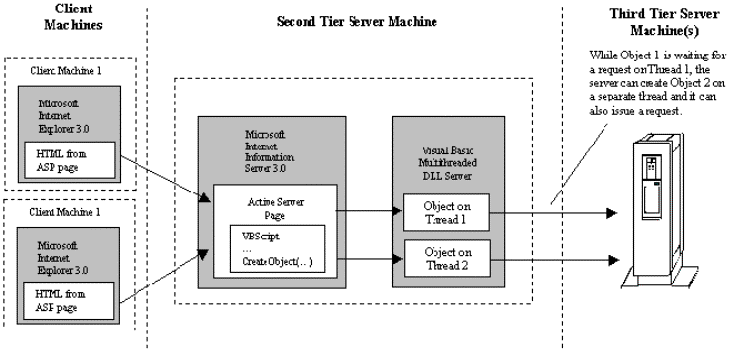 Client
Machines
Second Tier Server Machine
Third Tier Server
Machine(s)
Client Machine 1
Microsoft
Internet
Explorer 3.0
HTML from
ASP page
Client Machine 1
Microsoft
Internet
Explorer 3.0
HTML from
ASP page
Microsoft
Internet
Information
Server 3.0
Active Server
Page
VBScript
...
CreateObject(...)
Visual Basic
Multithreaded
DLL Server
Object on
Thread 1
Object on
Thread 2
While Object 1 is waiting for
a request on Thread 1, the
server can create Object 2 on
a separate thread and it can
also issue a request.